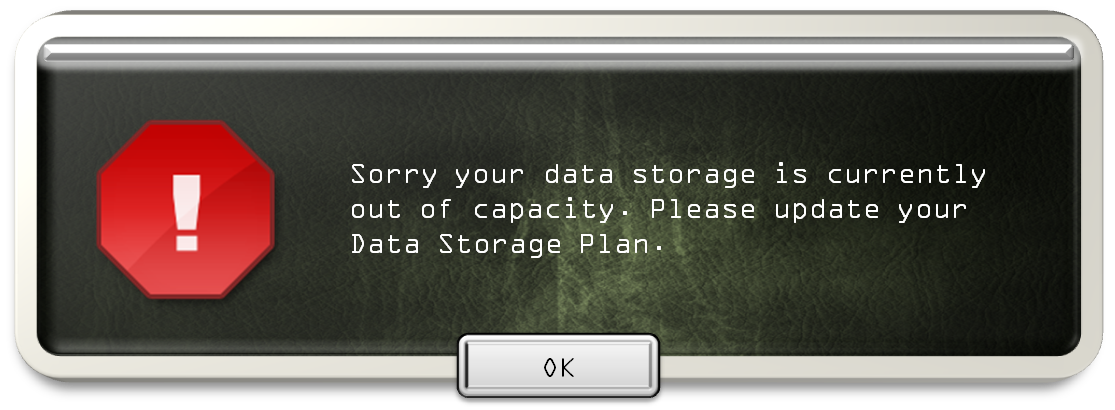 Sorry your data storage is currently
out of capacity. Please update your
Data Storage Plan.
OK